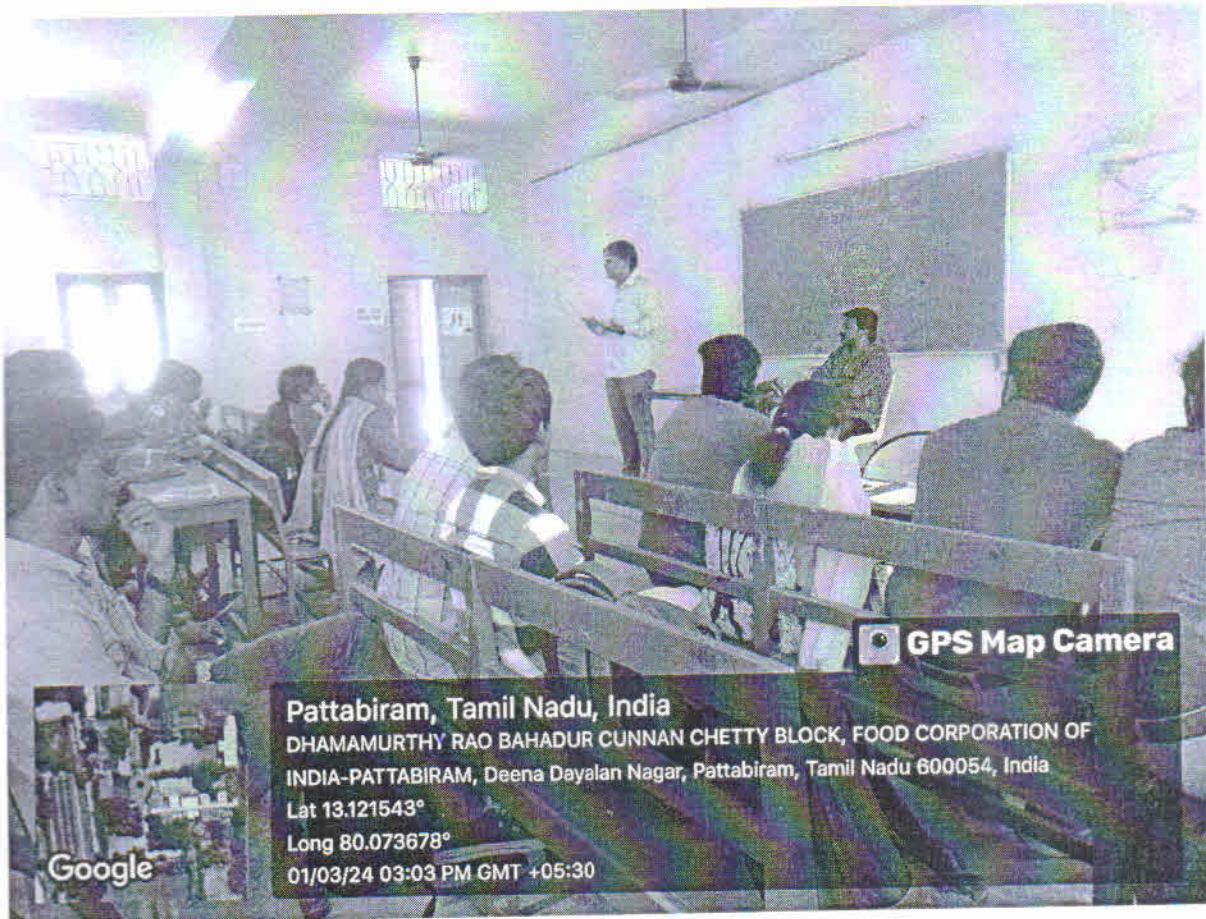 GPS Map Camera
Pattabiram, Tamil Nadu, India
DHAMAMURTHY RAO BAHADUR CUNNAN CHETTY BLOCK, FOOD CORPORATION OF
INDIA-PATTABIRAM, Deena Dayalan Nagar, Pattabiram, Tamil Nadu 600054, India
Lat 13.121543°
Long 80.073678°
01/03/24 03:03 PM GMT +05:30
Google